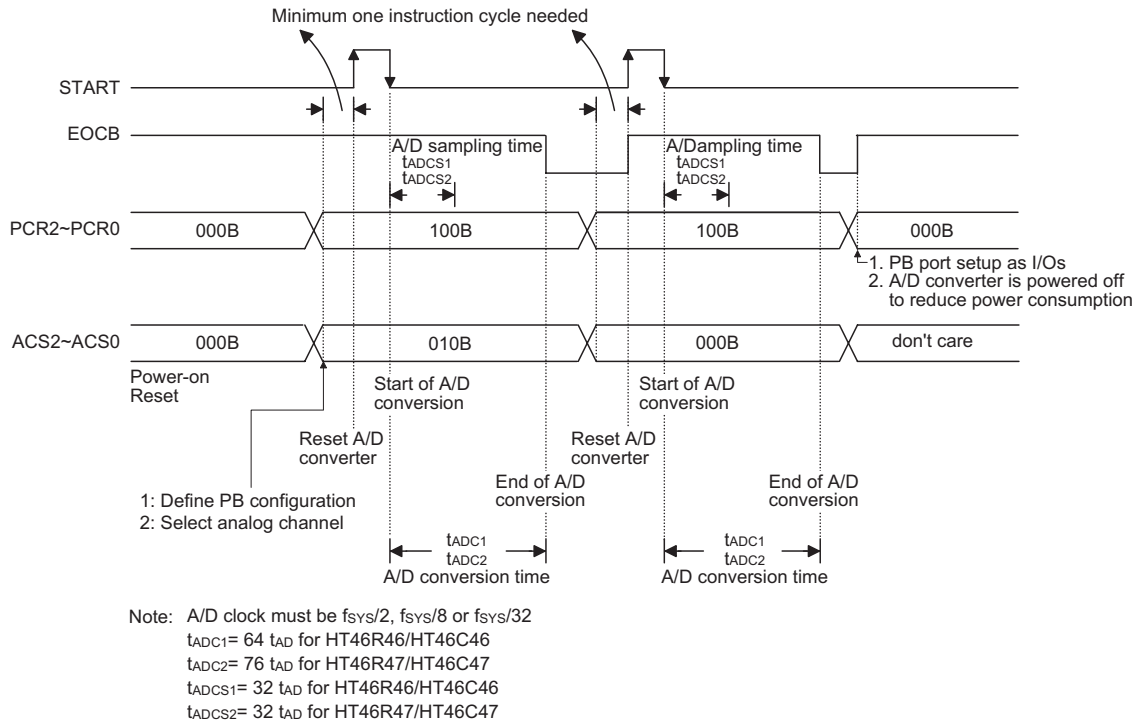 Minimum one instruction cycle needed
START
EOCB
A/D sampling time
tADCS1
tADCS2
A/Dampling time
tADCS1
tADCS2
PCR2~PCR0
000B
100B
100B
000B
1. PB port setup as I/Os
2. A/D converter is powered off
to reduce power consumption
ACS2~ACS0
000B
010B
000B
don't care
Power-on
Reset
Start of A/D
conversion
Start of A/D
conversion
Reset A/D
converter
Reset A/D
converter
End of A/D
conversion
End of A/D
conversion
1: Define PB configuration
2: Select analog channel
tADC1
tADC2
A/D conversion time
tADC1
tADC2
A/D conversion time
Note: A/D clock must be fSYS/2, fSYS/8 or fSYS/32
tADC1= 64 tAD for HT46R46/HT46C46
tADC2= 76 tAD for HT46R47/HT46C47
tADCS1= 32 tAD for HT46R46/HT46C46
tADCS2= 32 tAD for HT46R47/HT46C47